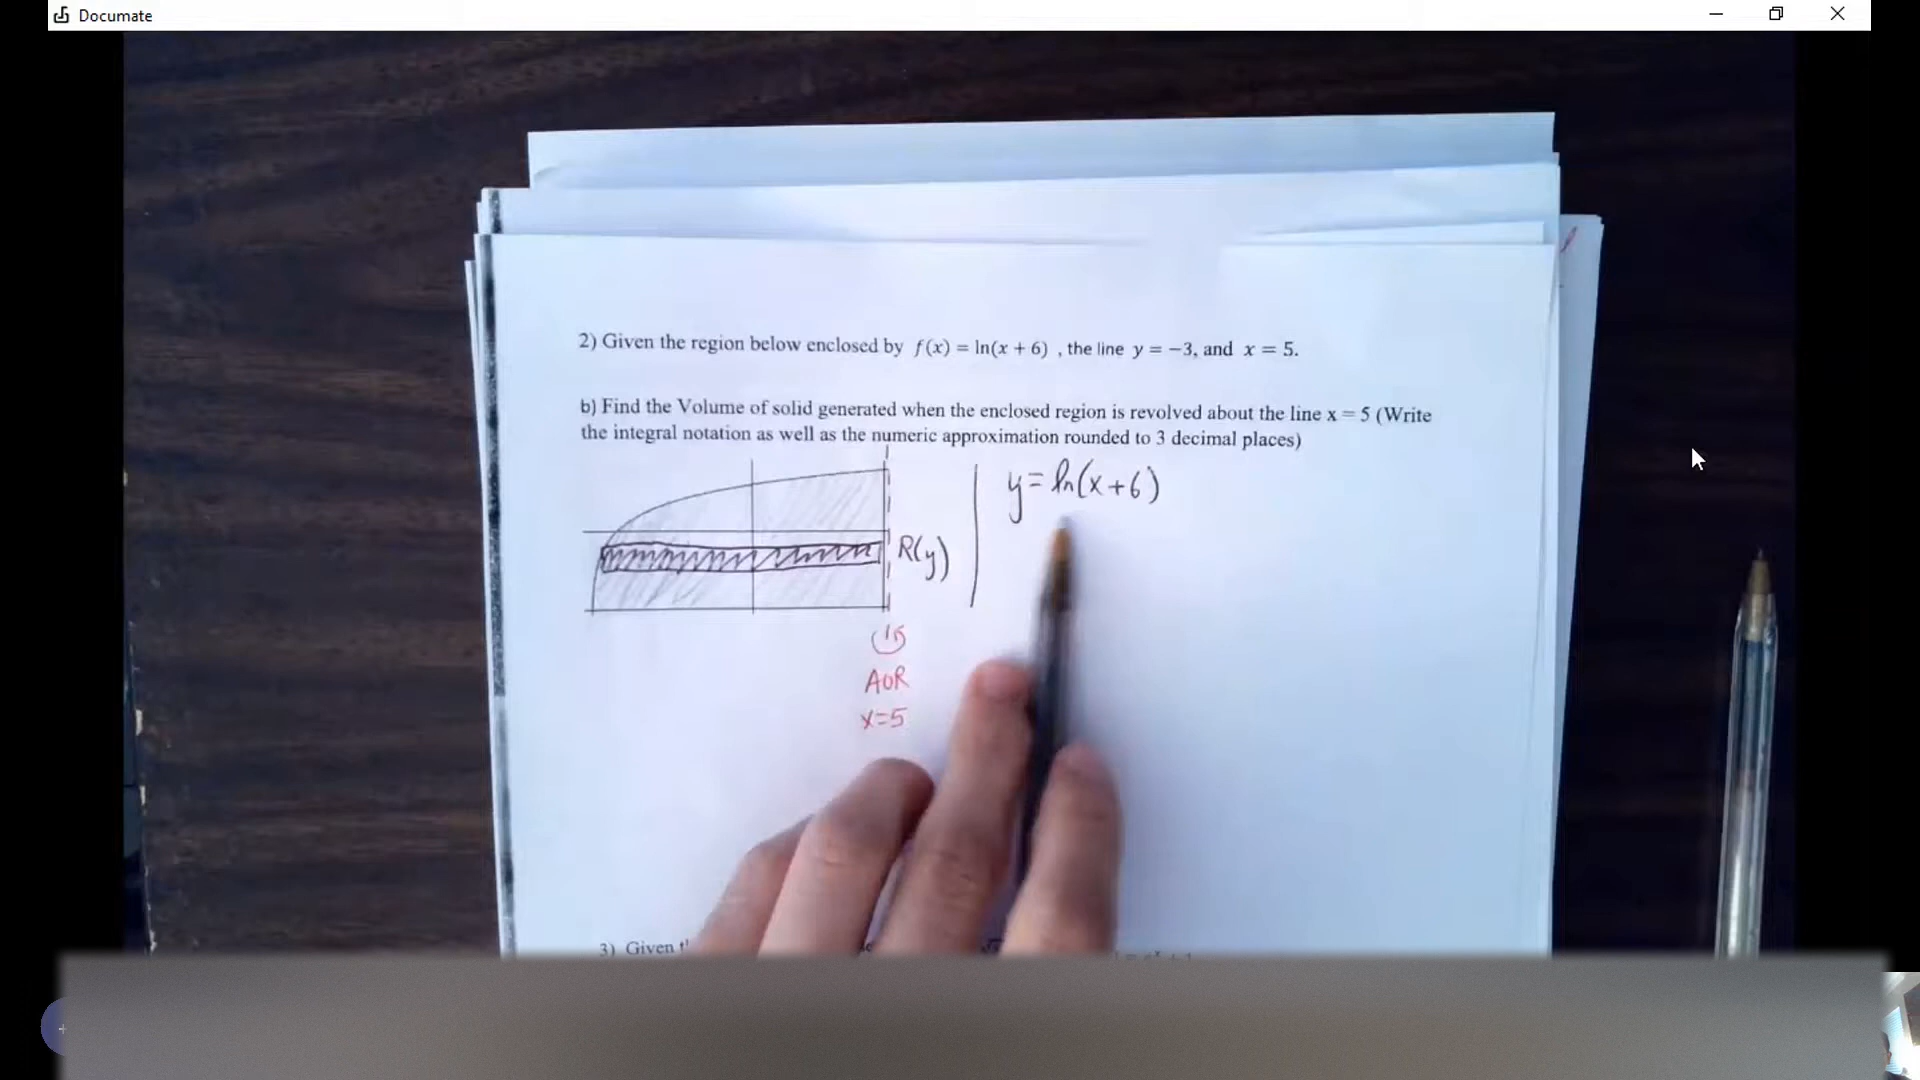 Documate
2) Given the region below enclosed by f(x) = ln(x + 6) , the line y = −3, and x = 5.
b) Find the Volume of solid generated when the enclosed region is revolved about the line x = 5 (Write
the integral notation as well as the numeric approximation rounded to 3 decimal places)
y = ln(x+6)
R(y)
AOR
x=5
3) Given